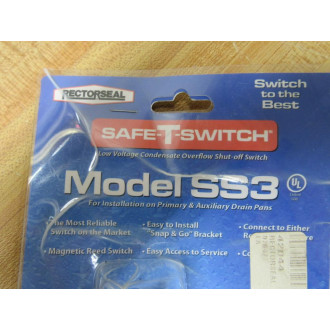 RECTORSEAL
Switch
to the
Best
SAFE-T-SWITCH®
Low Voltage Condensate Overflow Shut-off Switch
Model SS3
UL
For Installation on Primary & Auxiliary Drain Pans
• The Most Reliable
Switch on the Market
• Magnetic Reed Switch
• Easy to Install
"Snap & Go" Bracket
• Easy Access to Service
• Connect to Either